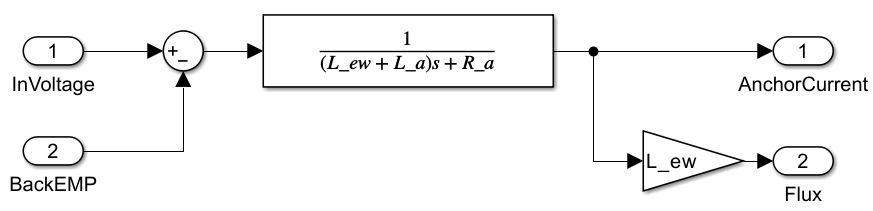 1
InVoltage
+
_
1
(L_ew + L_a)s + R_a
1
AnchorCurrent
2
BackEMP
L_ew
2
Flux